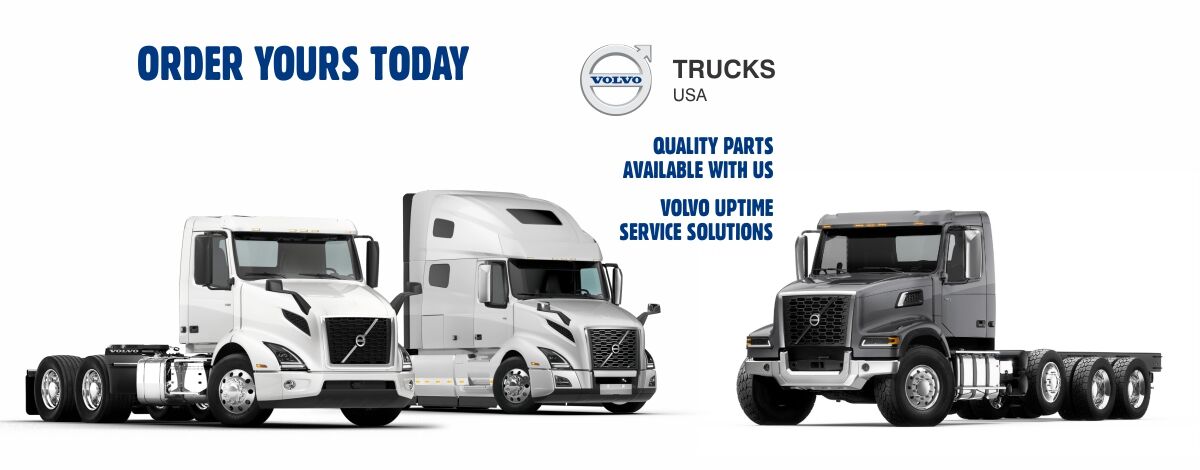 ORDER YOURS TODAY
VOLVO
TRUCKS
USA
QUALITY PARTS
AVAILABLE WITH US
VOLVO UPTIME
SERVICE SOLUTIONS
VOLVO